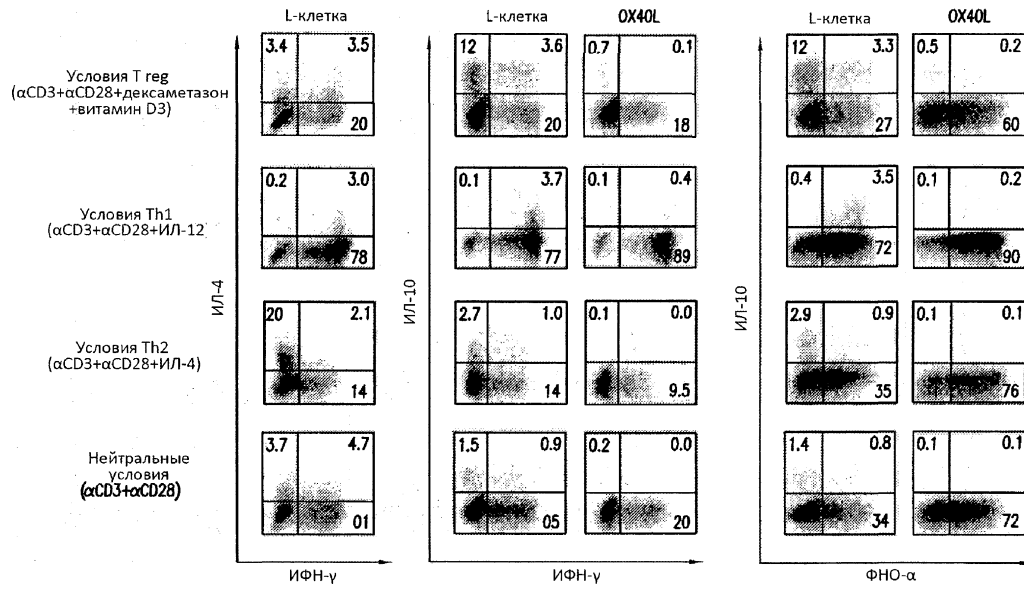 L-клетка L-клетка OX40L L-клетка OX40L
Условия T reg
(αCD3+αCD28+дексаметазон
+витамин D3)
3.4 3.5 20
12 3.6 20
0.7 0.1 18
12 3.3 27
0.5 0.2 60
Условия Th1
(αCD3+αCD28+ИЛ-12)
0.2 3.0 78
0.1 3.7 77
0.1 0.4 89
0.4 3.5 72
0.1 0.2 90
ИЛ-4
ИЛ-10
ИЛ-10
Условия Th2
(αCD3+αCD28+ИЛ-4)
20 2.1 14
2.7 1.0 14
0.1 0.0 9.5
2.9 0.9 35
0.1 0.1 76
Нейтральные
условия
(αCD3+αCD28)
3.7 4.7 01
1.5 0.9 05
0.2 0.0 20
1.4 0.8 34
0.1 0.1 72
ИФН-γ ИФН-γ ФНО-α